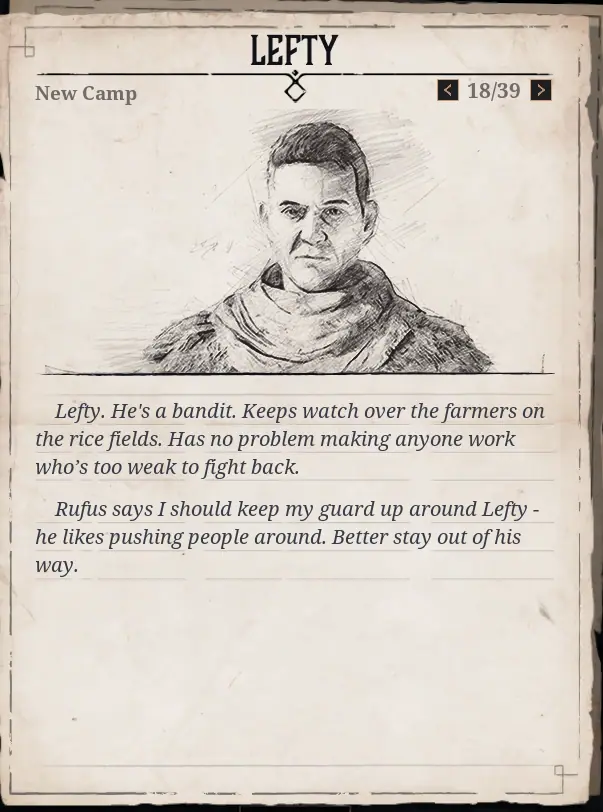 LEFTY
New Camp
< 18/39 >
Lefty. He's a bandit. Keeps watch over the farmers on
the rice fields. Has no problem making anyone work
who’s too weak to fight back.
Rufus says I should keep my guard up around Lefty -
he likes pushing people around. Better stay out of his
way.